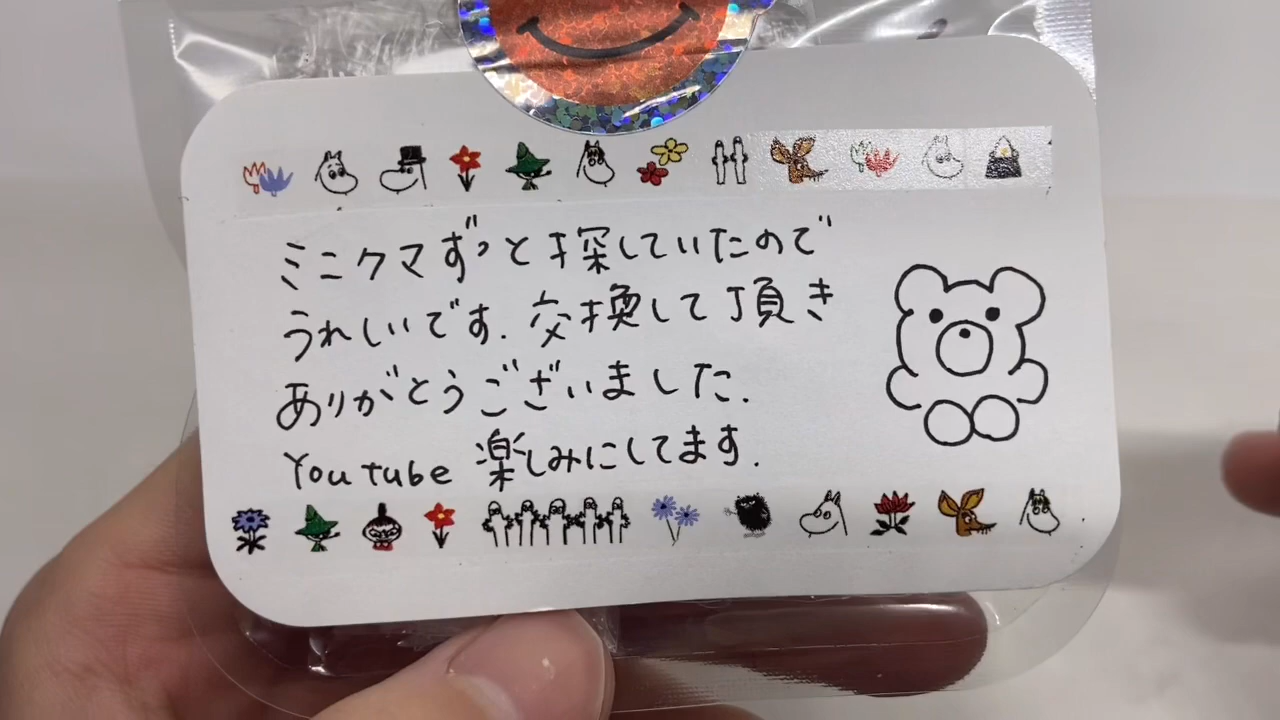 ミニクマずっと探していたので
うれしいです.交換して頂き
ありがとうございました.
Youtube 楽しみにしてます.